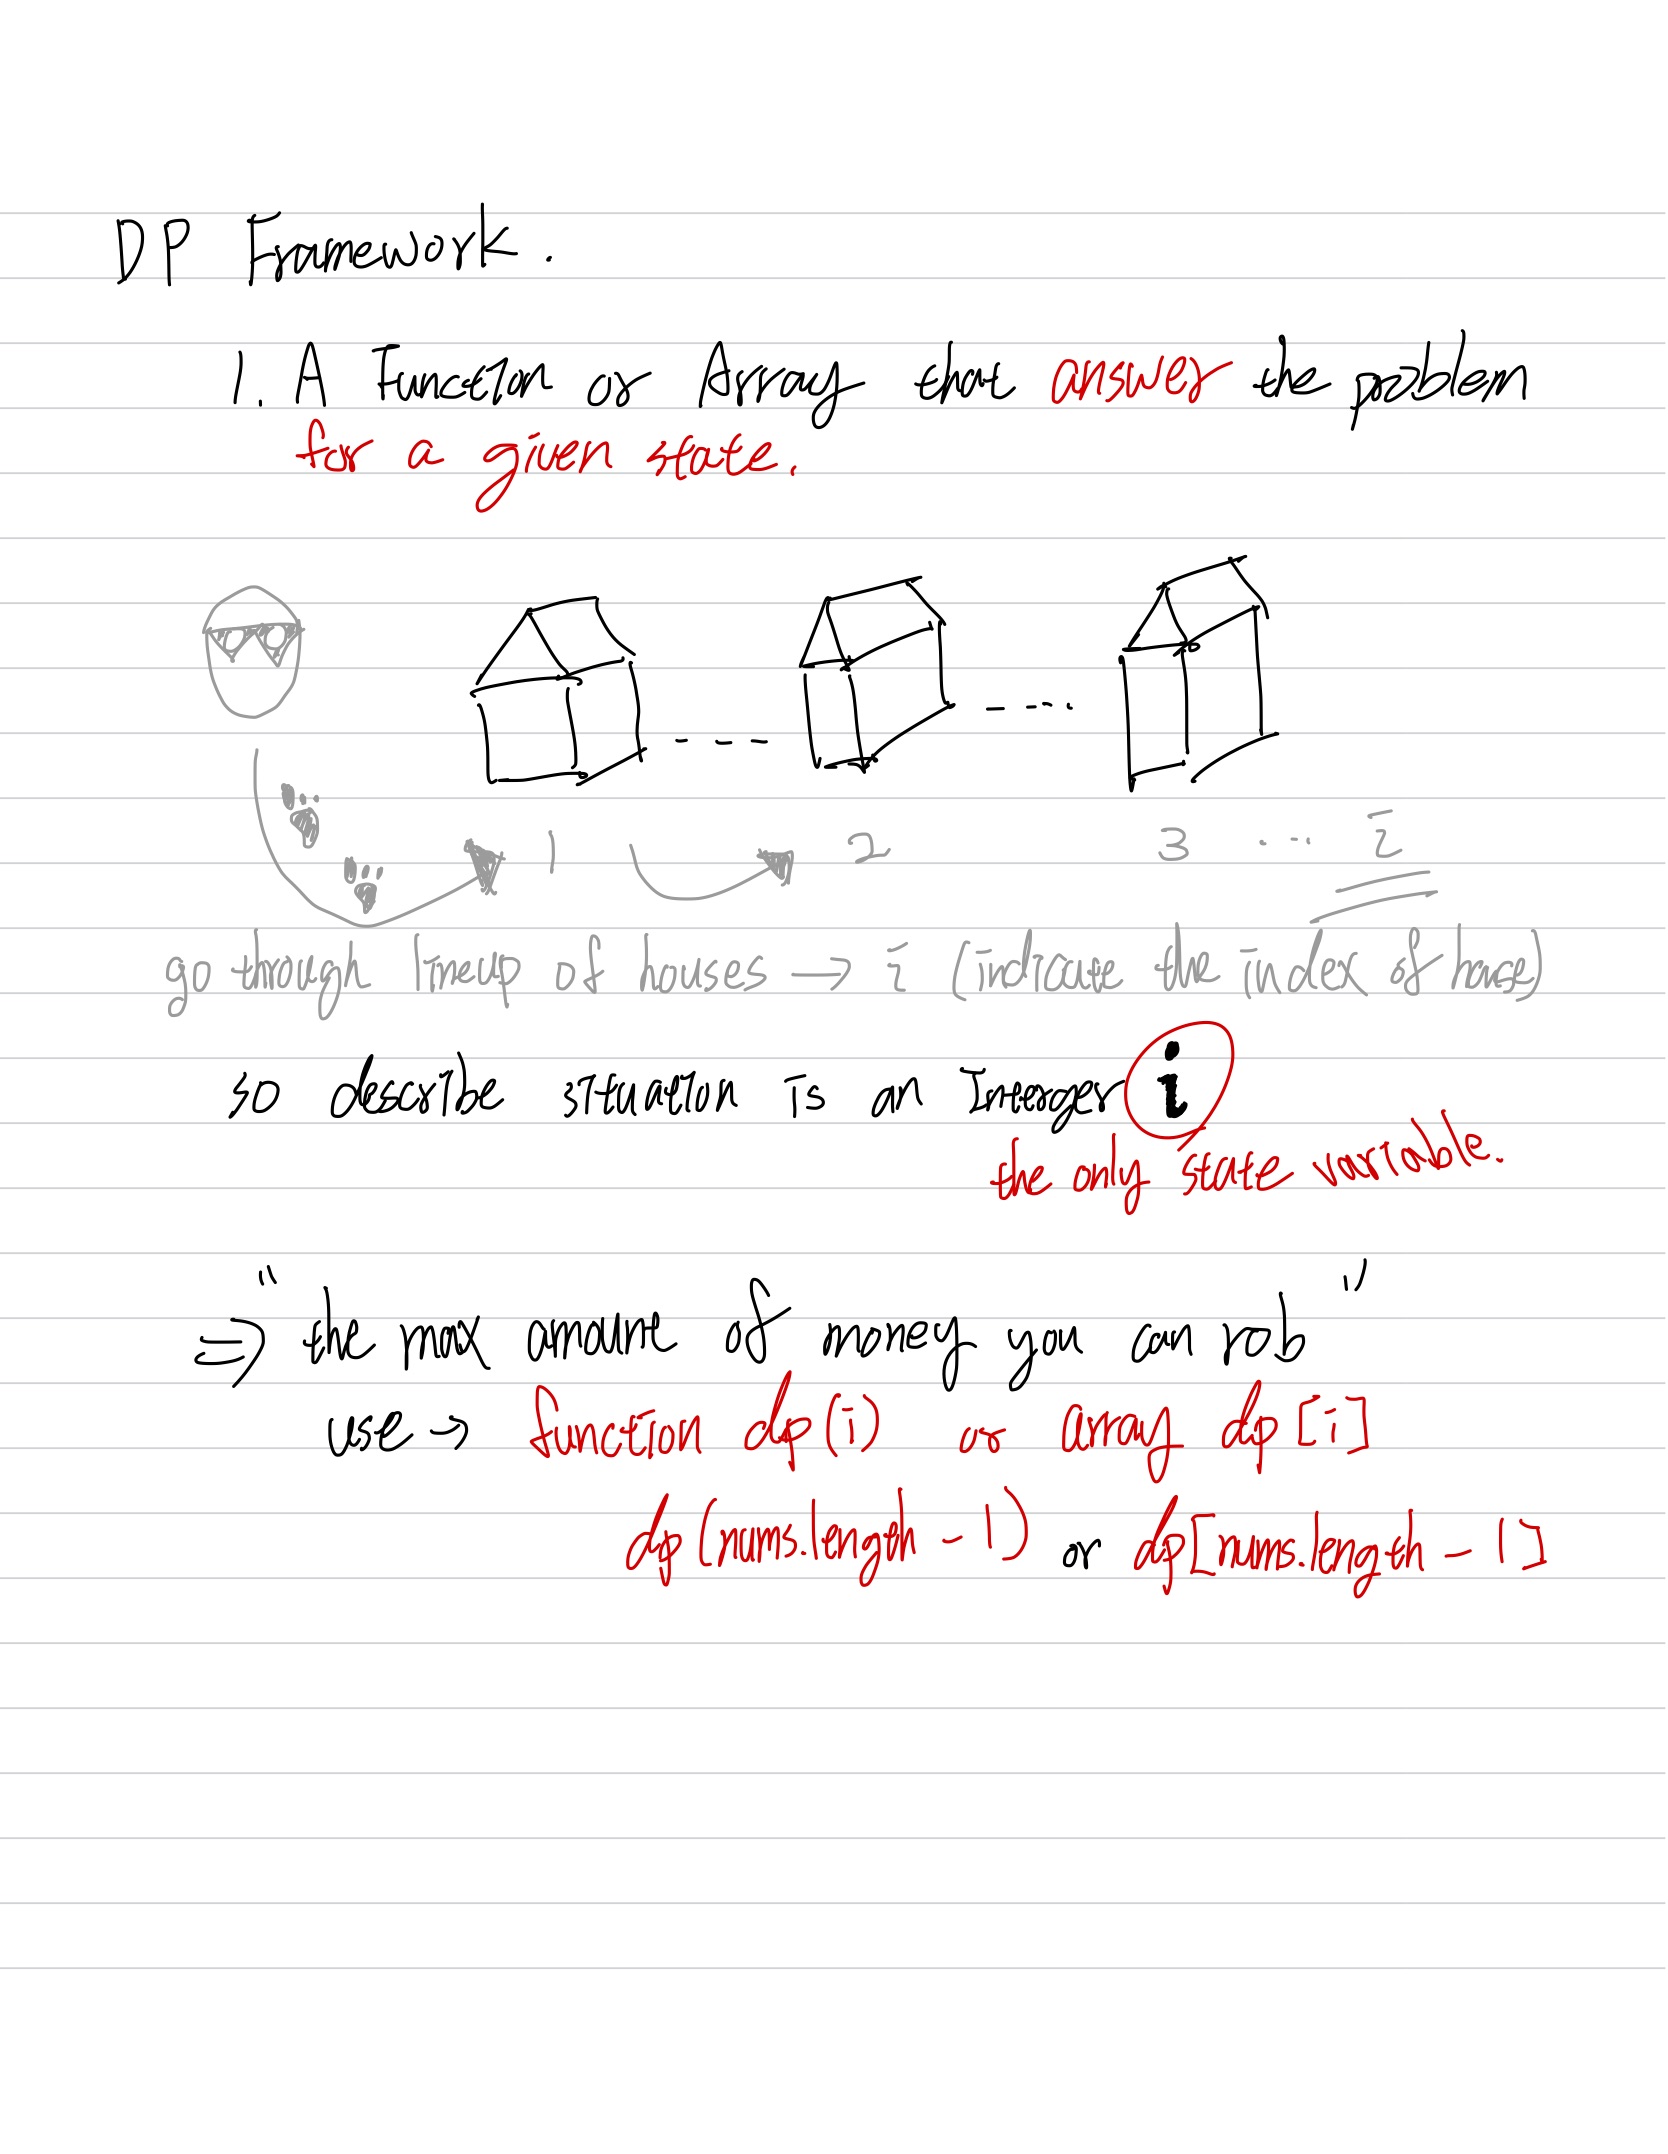 DP Framework.
1. A Function or Array that answer the problem
for a given state.
1 2 3 ... i
go through lineup of houses → i (indicate the index of house)
so describe situation is an Interger i
the only state variable.
⇒ "the max amount of money you can rob"
use → function dp(i) or array dp[i]
dp(nums.length - 1) or dp[nums.length - 1]